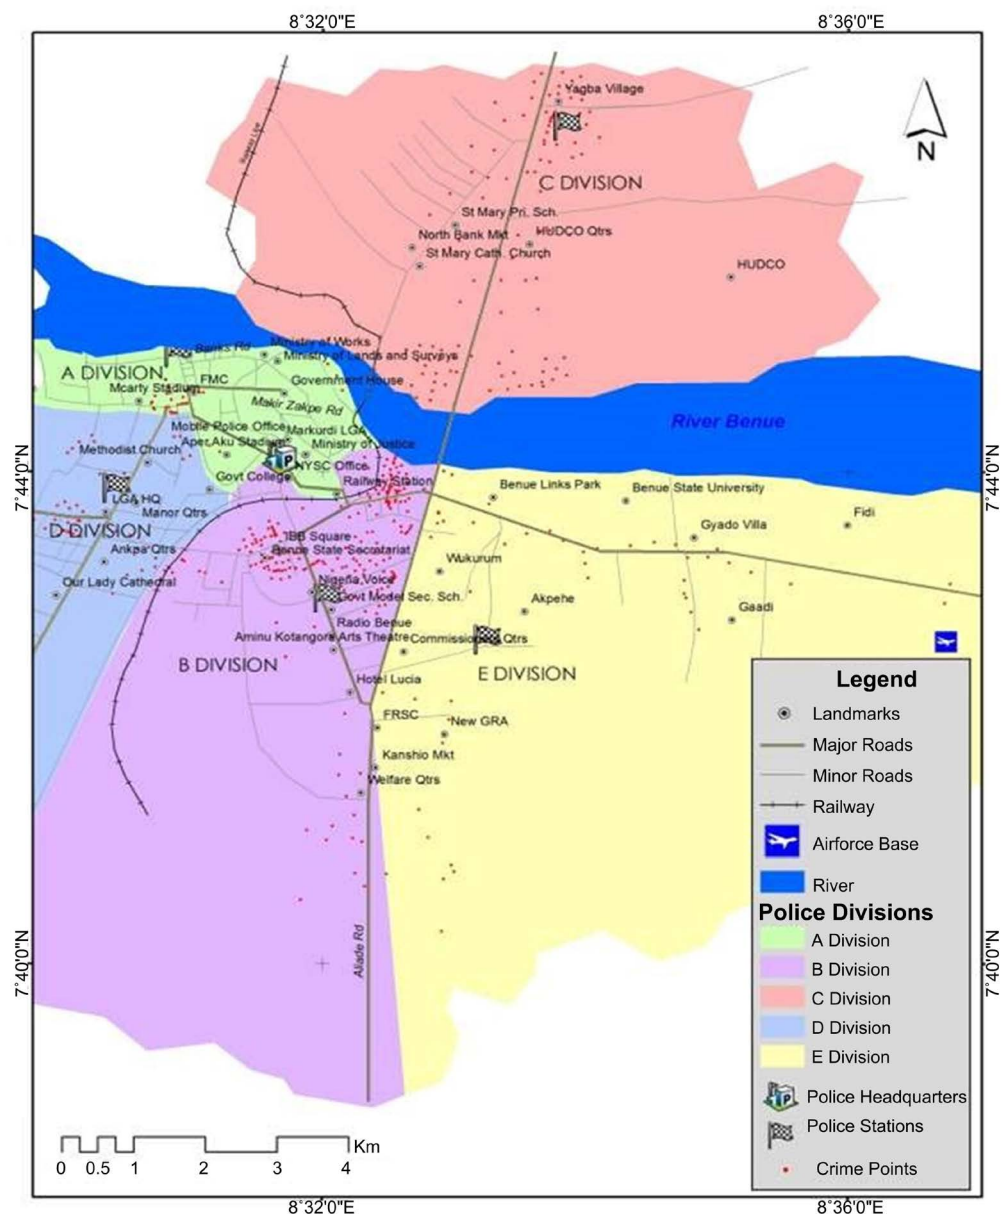 8°32'0"E
8°36'0"E
Yagba Village
Railway Line
N
C DIVISION
St Mary Pri. Sch.
North Bank Mkt
HUDCO Qtrs
St Mary Cath. Church
HUDCO
Banks Rd
Ministry of Works
Ministry of Lands and Surveys
A DIVISION
FMC
Government House
Mcarty Stadium
Makir Zakpe Rd
River Benue
Mobile Police Office
Markurdi LGA
Aper Aku Stadium
Ministry of Justice
Methodist Church
NYSC Office
7°44'0"N
7°44'0"N
Govt College
Railway Station
Benue Links Park
Benue State University
LGA HQ
Manor Qtrs
Fidi
Gyado Villa
D DIVISION
IBB Square
Ankpa Qtrs
Benue State Secretariat
Wukurum
Our Lady Cathedral
Nigeria Voice
Govt Model Sec. Sch.
Akpehe
Gaadi
Radio Benue
Aminu Kotangora Arts Theatre
Qtrs
B DIVISION
E DIVISION
Hotel Lucia
FRSC
New GRA
Kanshio Mkt
Welfare Qtrs
Aliade Rd
7°40'0"N
7°40'0"N
Legend
Landmarks
Major Roads
Minor Roads
Railway
Airforce Base
River
Police Divisions
A Division
B Division
C Division
D Division
E Division
P Police Headquarters
Police Stations
Crime Points
Km
0 0.5 1 2 3 4
8°32'0"E
8°36'0"E